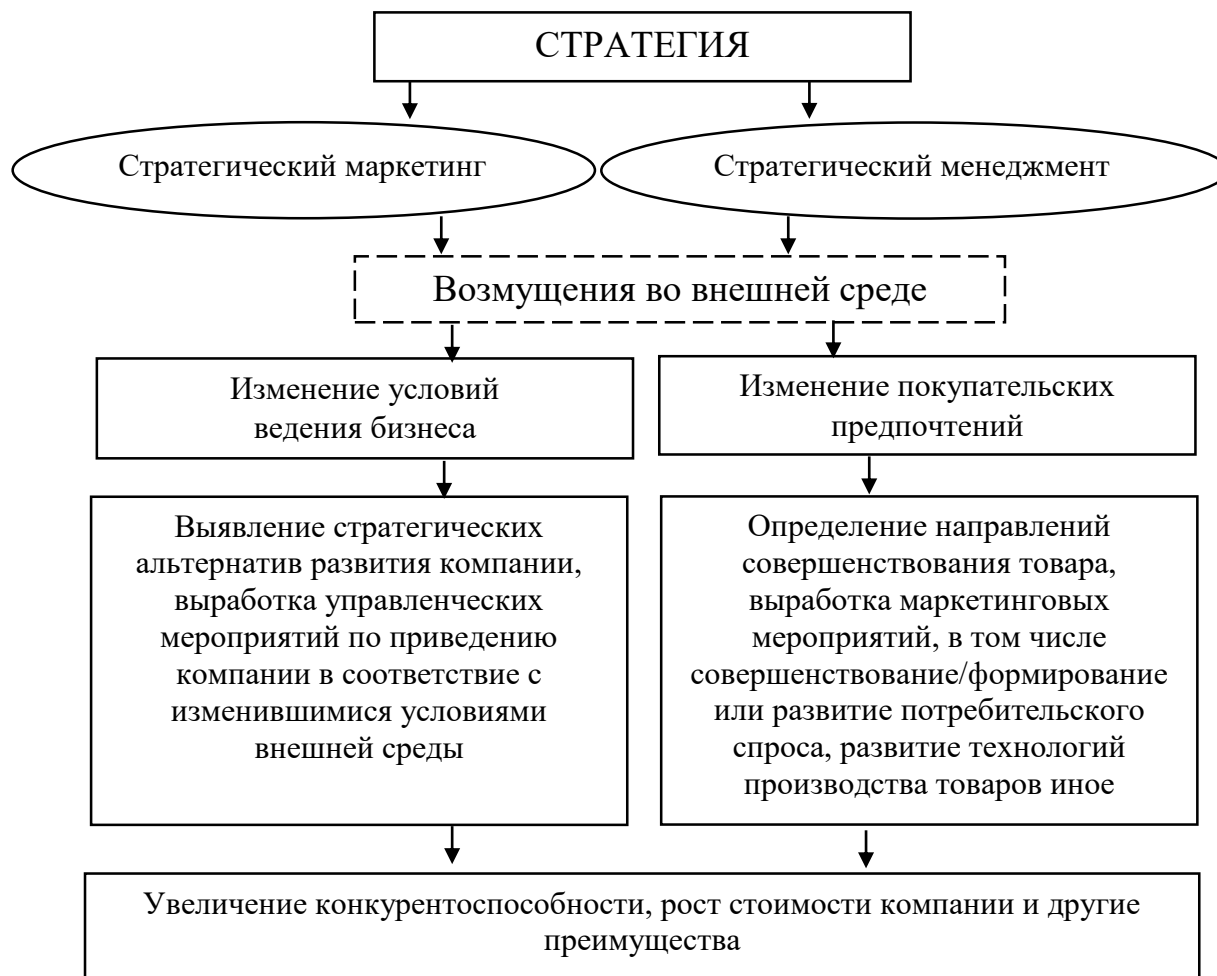 СТРАТЕГИЯ
Стратегический маркетинг
Стратегический менеджмент
Возмущения во внешней среде
Изменение условий
ведения бизнеса
Изменение покупательских
предпочтений
Выявление стратегических
альтернатив развития компании,
выработка управленческих
мероприятий по приведению
компании в соответствие с
изменившимися условиями
внешней среды
Определение направлений
совершенствования товара,
выработка маркетинговых
мероприятий, в том числе
совершенствование/формирование
или развитие потребительского
спроса, развитие технологий
производства товаров иное
Увеличение конкурентоспособности, рост стоимости компании и другие
преимущества